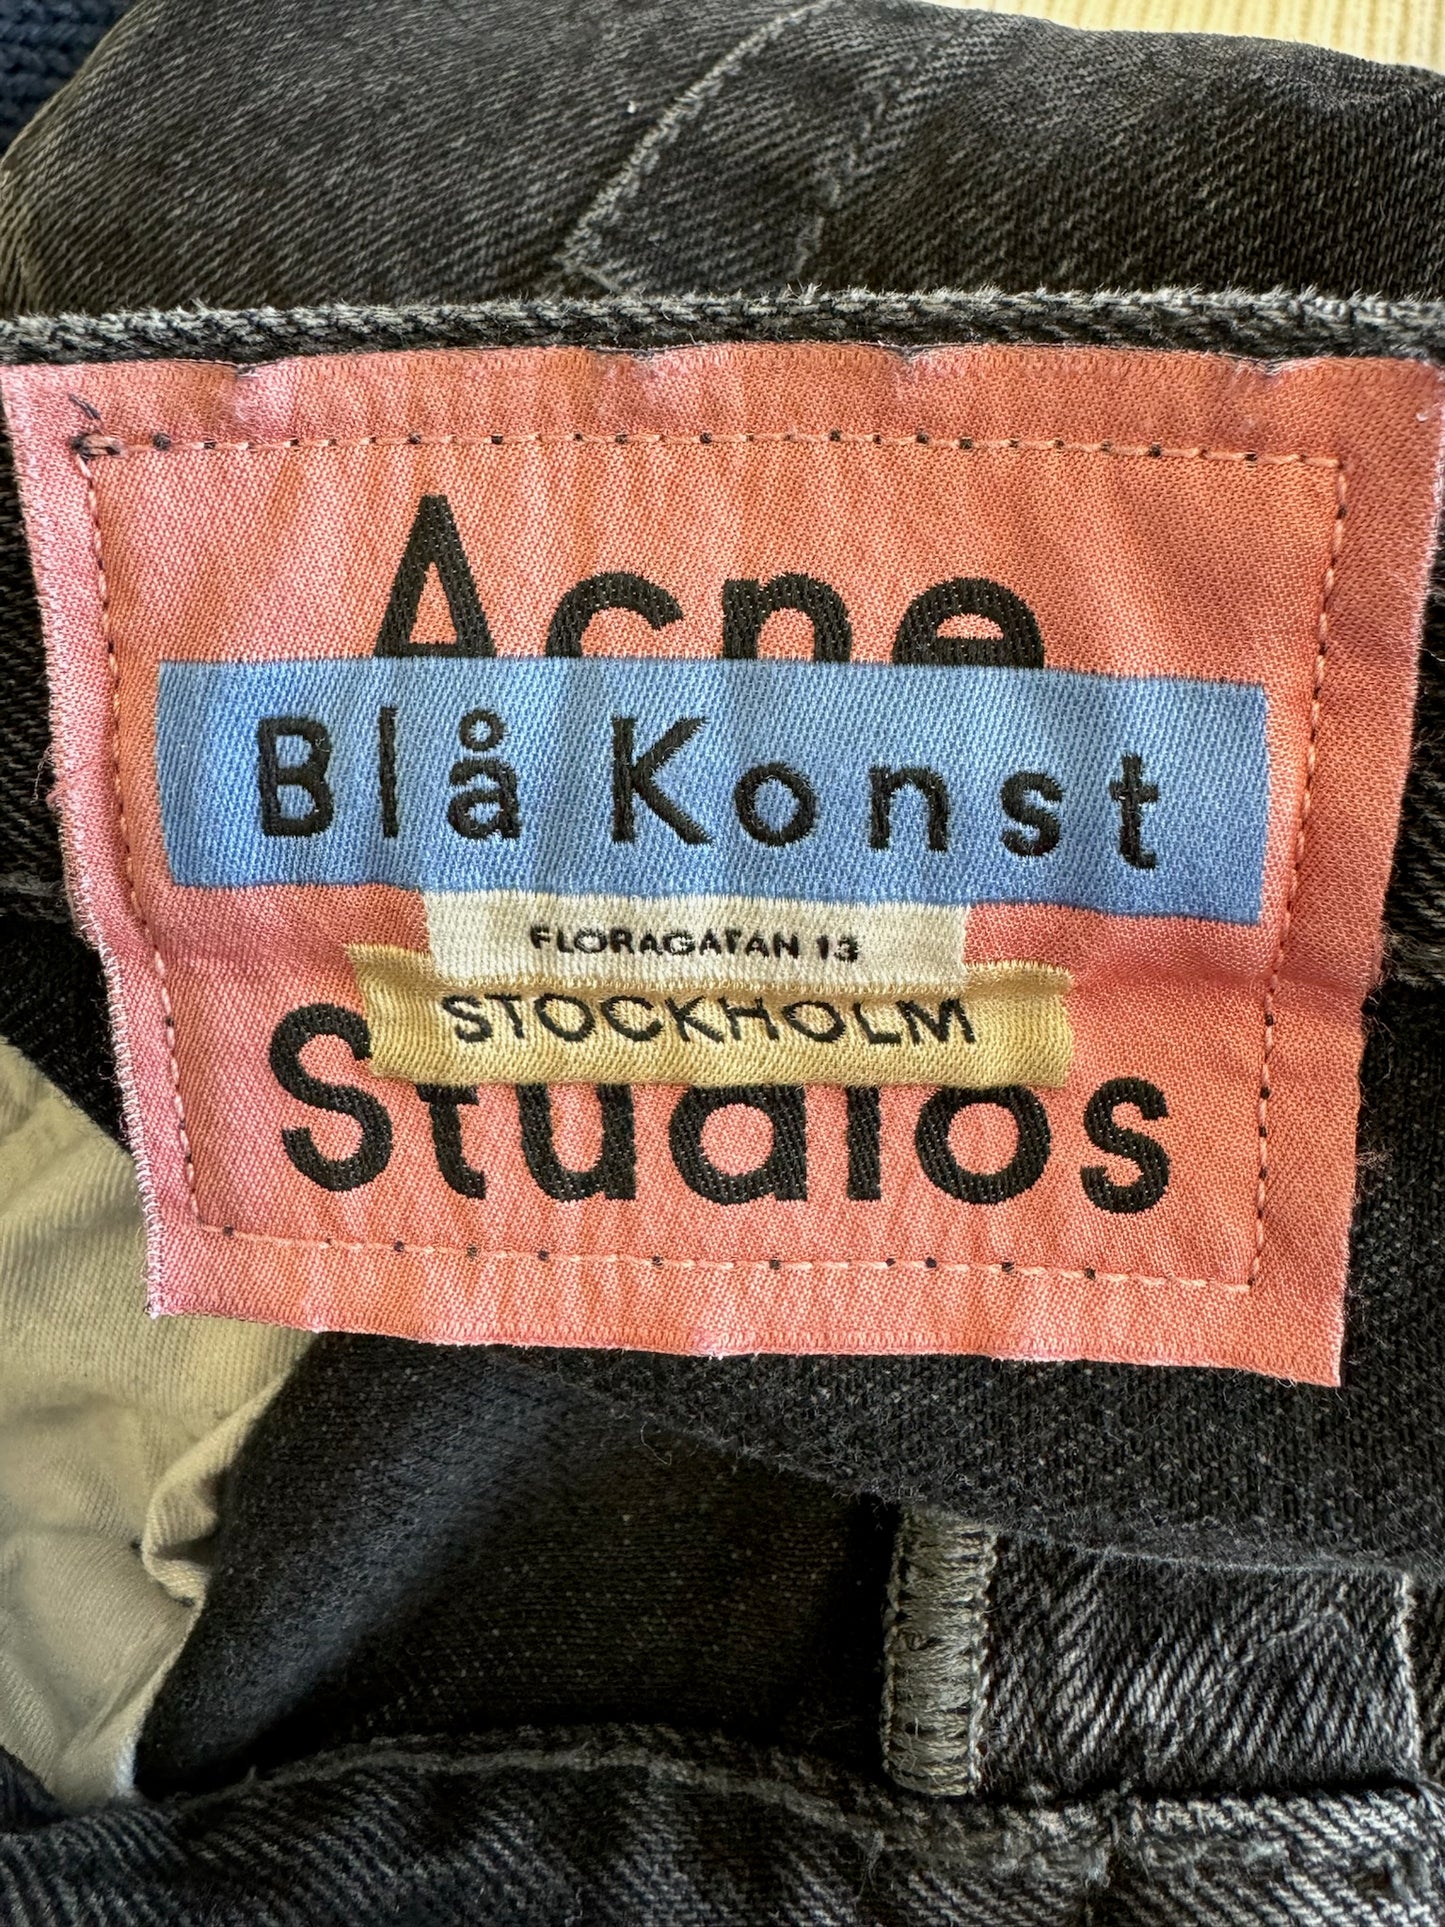 Acne
Blå Konst
FLORAGATAN 13
STOCKHOLM
Studios